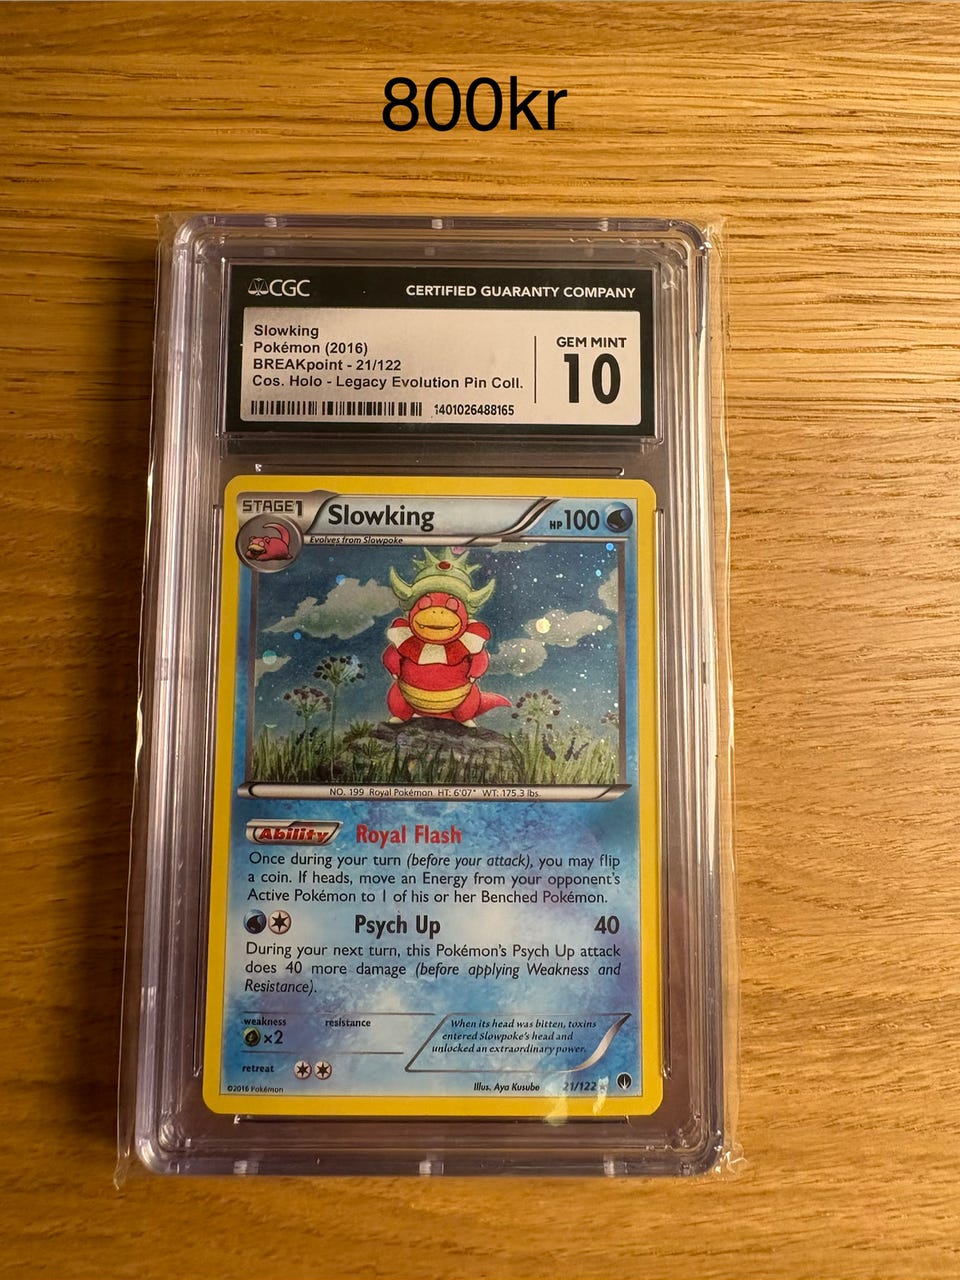 800kr
CGC CERTIFIED GUARANTY COMPANY
Slowking
Pokémon (2016)
BREAKpoint - 21/122
Cos. Holo - Legacy Evolution Pin Coll.
1401026488165
GEM MINT
10
STAGE1 Slowking HP100
Evolves from Slowpoke
NO. 199 Royal Pokémon HT: 6'07" WT: 175.3 lbs.
Ability Royal Flash
Once during your turn (before your attack), you may flip
a coin. If heads, move an Energy from your opponent's
Active Pokémon to 1 of his or her Benched Pokémon.
Psych Up 40
During your next turn, this Pokémon's Psych Up attack
does 40 more damage (before applying Weakness and
Resistance).
weakness resistance
×2
retreat
When its head was bitten, toxins
entered Slowpoke's head and
unlocked an extraordinary power.
©2016 Pokémon Illus. Aya Kusube 21/122 ★